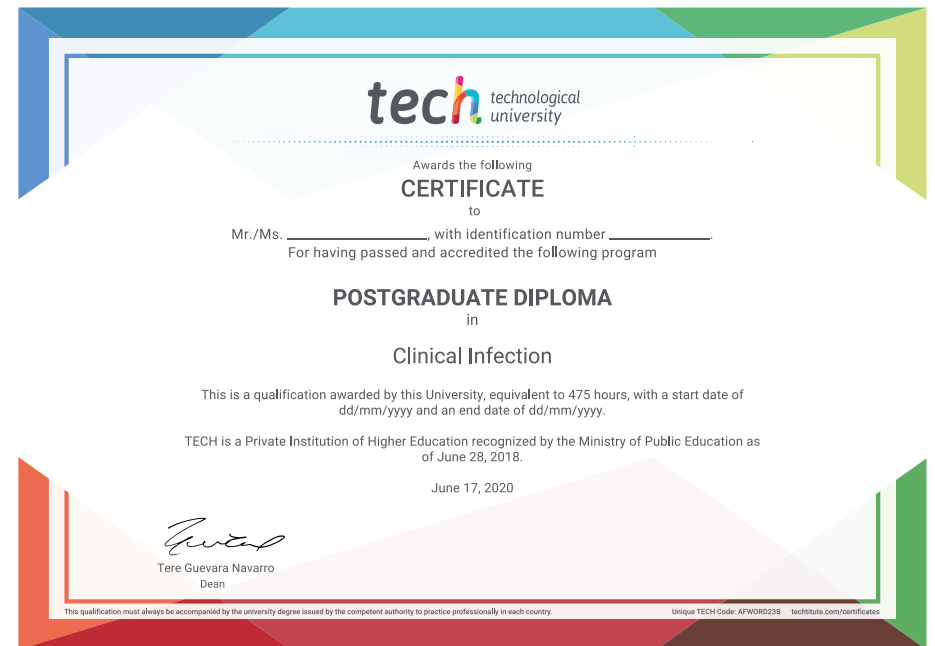 tech technological
university
Awards the following
CERTIFICATE
to
Mr./Ms. ____________________, with identification number ______________.
For having passed and accredited the following program
POSTGRADUATE DIPLOMA
in
Clinical Infection
This is a qualification awarded by this University, equivalent to 475 hours, with a start date of
dd/mm/yyyy and an end date of dd/mm/yyyy.
TECH is a Private Institution of Higher Education recognized by the Ministry of Public Education as
of June 28, 2018.
June 17, 2020
Tere Guevara Navarro
Dean
This qualification must always be accompanied by the university degree issued by the competent authority to practice professionally in each country.
Unique TECH Code: AFWORD23S techtitute.com/certificates